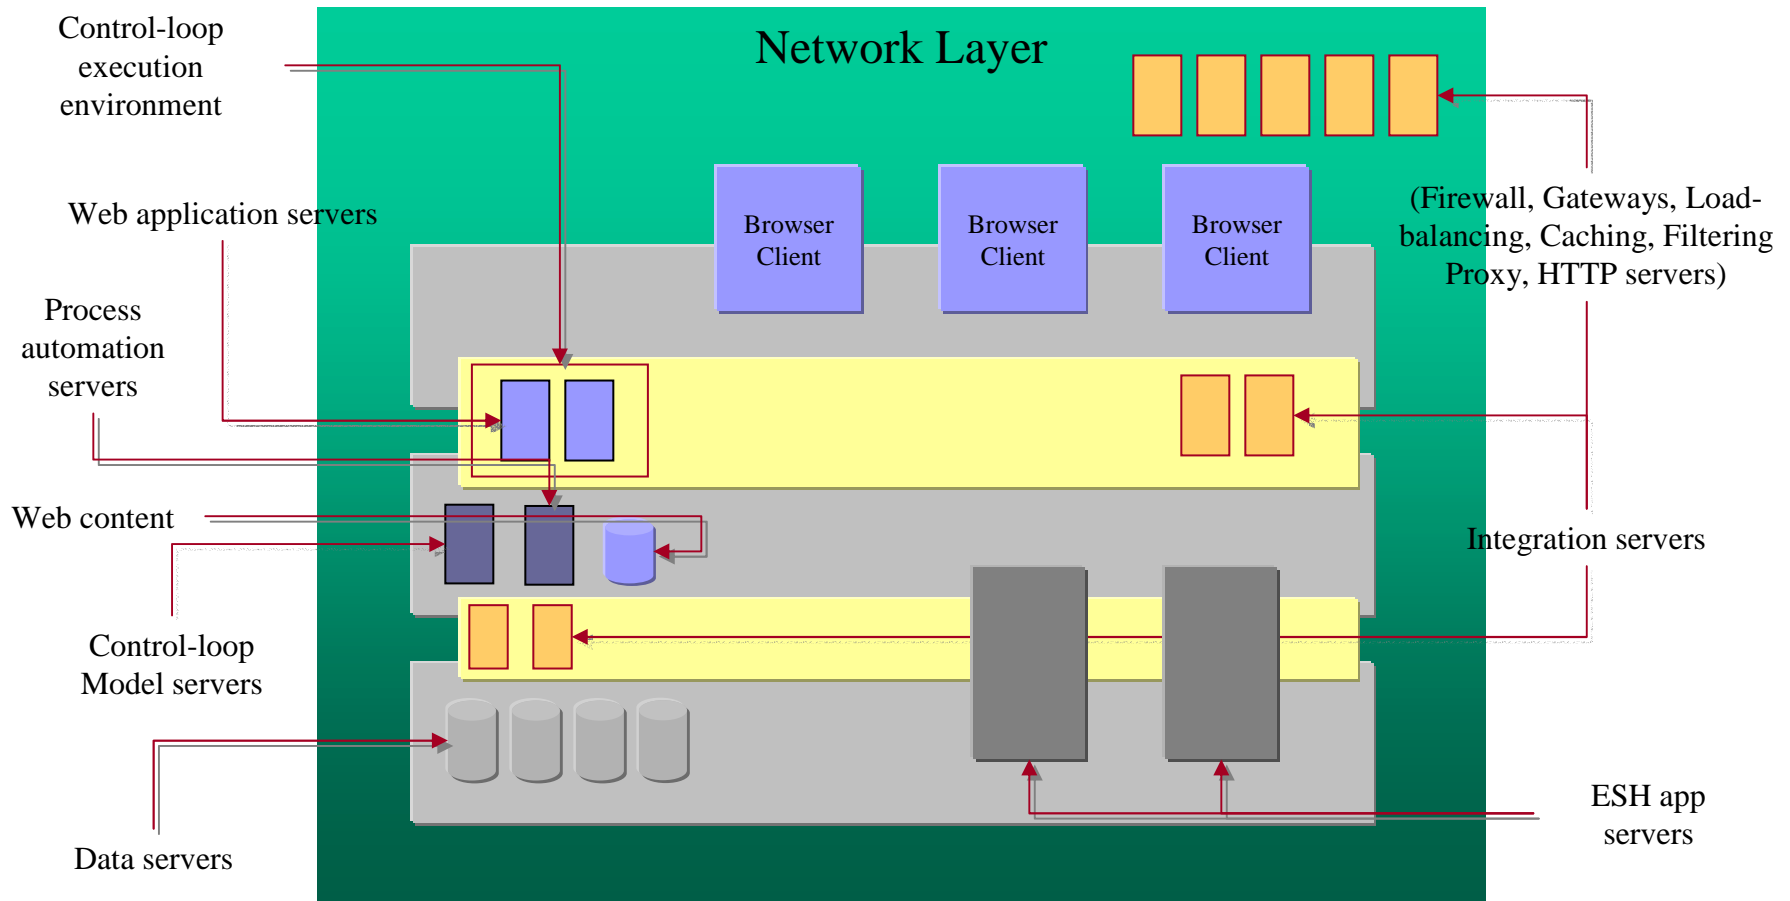 Network Layer
Control-loop
execution
environment
Web application servers
Process
automation
servers
Web content
Control-loop
Model servers
Data servers
Browser
Client
Browser
Client
Browser
Client
(Firewall, Gateways, Load-
balancing, Caching, Filtering
Proxy, HTTP servers)
Integration servers
ESH app
servers